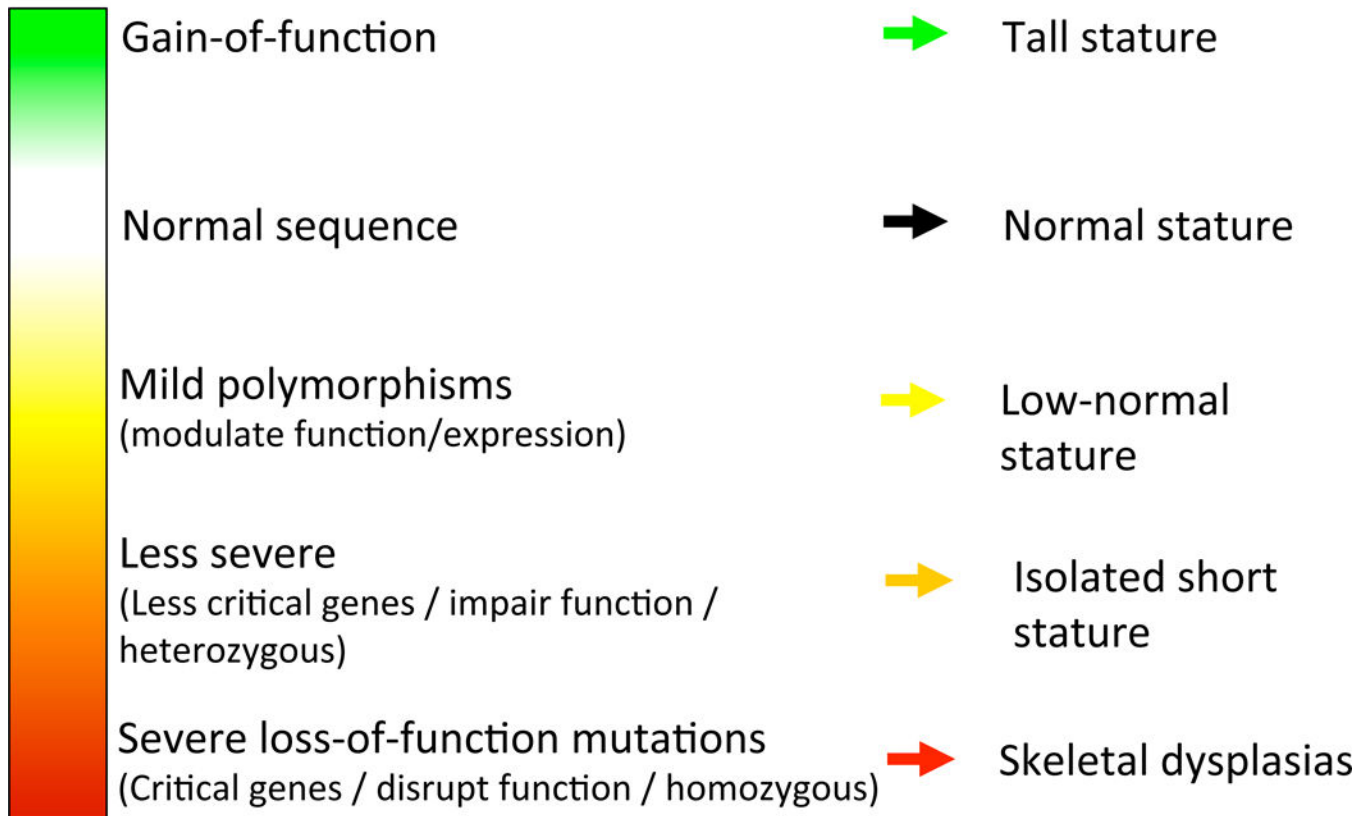 Gain-of-function
Tall stature
Normal sequence
Normal stature
Mild polymorphisms
(modulate function/expression)
Low-normal
stature
Less severe
(Less critical genes / impair function /
heterozygous)
Isolated short
stature
Severe loss-of-function mutations
(Critical genes / disrupt function / homozygous)
Skeletal dysplasias